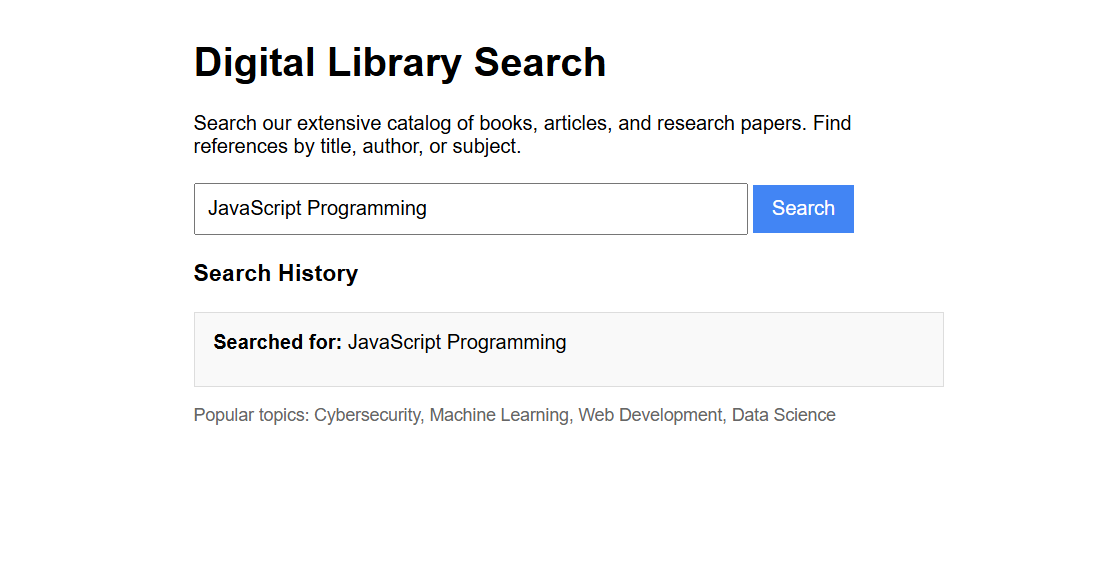 Digital Library Search
Search our extensive catalog of books, articles, and research papers. Find
references by title, author, or subject.
JavaScript Programming
Search
Search History
Searched for: JavaScript Programming
Popular topics: Cybersecurity, Machine Learning, Web Development, Data Science